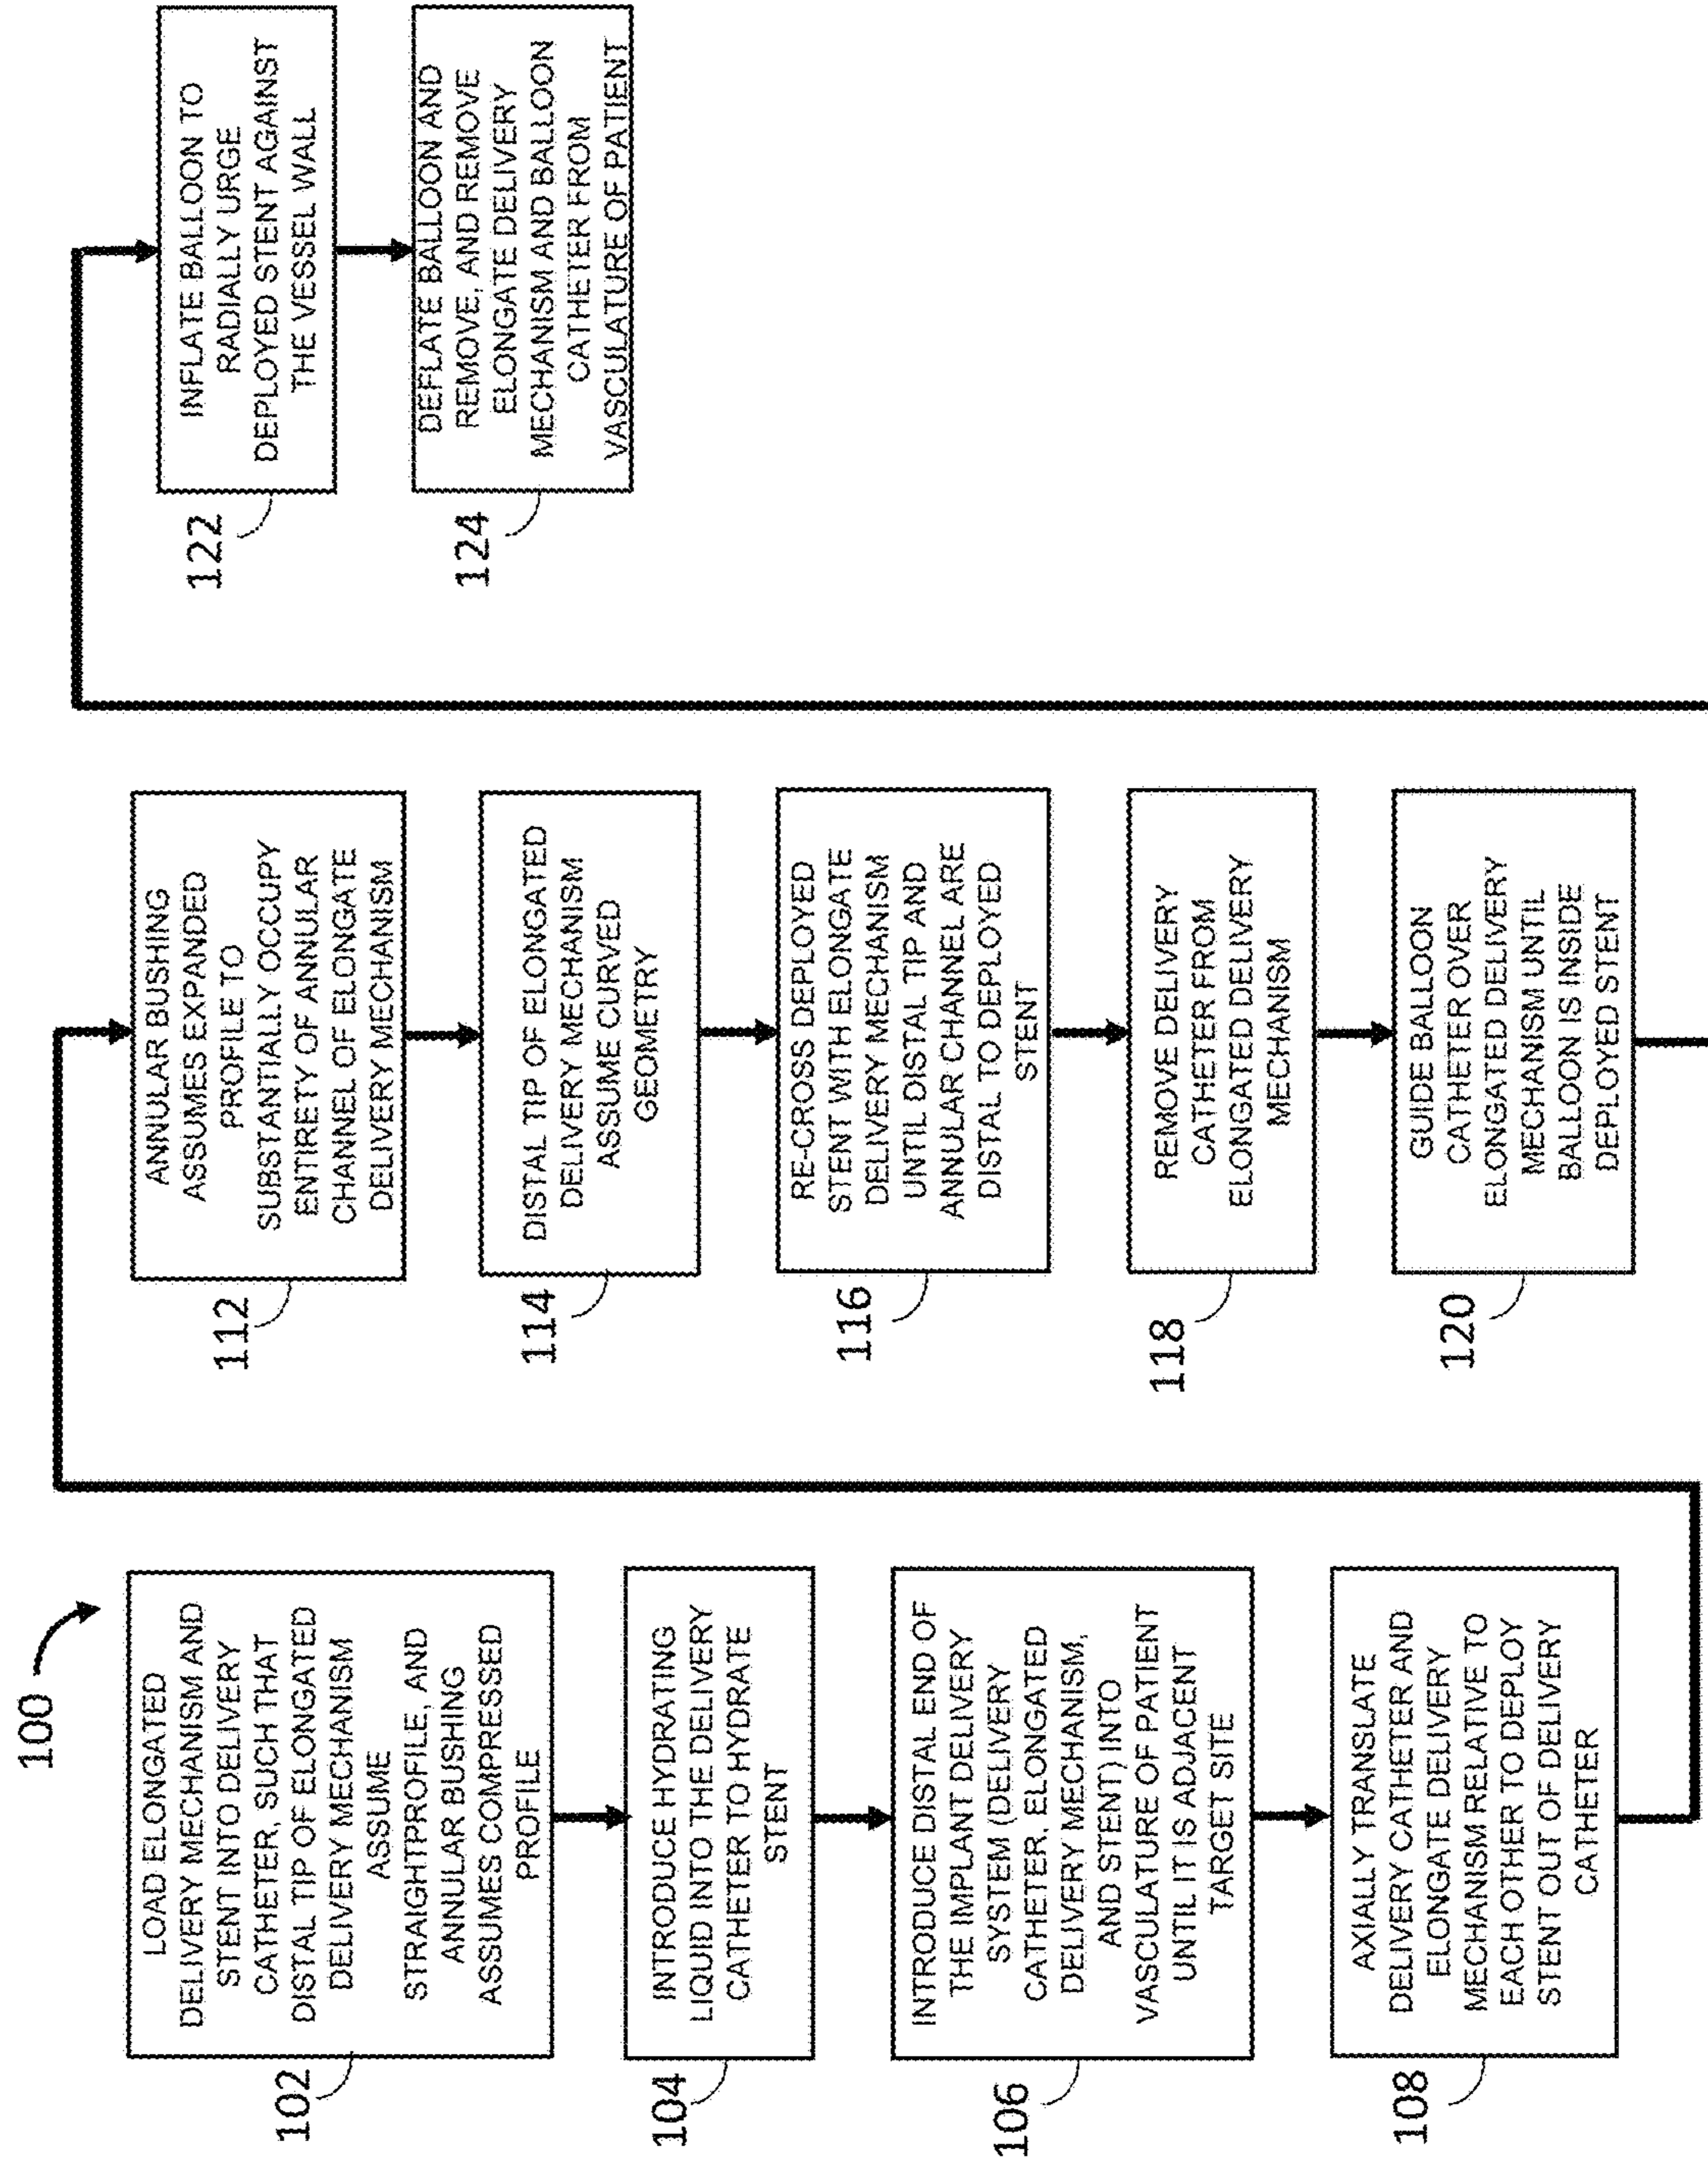 100
LOAD ELONGATED
DELIVERY MECHANISM AND
STENT INTO DELIVERY
CATHETER, SUCH THAT
DISTAL TIP OF ELONGATED
DELIVERY MECHANISM
ASSUME
STRAIGHTPROFILE, AND
ANNULAR BUSHING
ASSUMES COMPRESSED
PROFILE
102
INTRODUCE HYDRATING
LIQUID INTO THE DELIVERY
CATHETER TO HYDRATE
STENT
104
INTRODUCE DISTAL END OF
THE IMPLANT DELIVERY
SYSTEM (DELIVERY
CATHETER, ELONGATED
DELIVERY MECHANISM,
AND STENT) INTO
VASCULATURE OF PATIENT
UNTIL IT IS ADJACENT
TARGET SITE
106
AXIALLY TRANSLATE
DELIVERY CATHETER AND
ELONGATE DELIVERY
MECHANISM RELATIVE TO
EACH OTHER TO DEPLOY
STENT OUT OF DELIVERY
CATHETER
108
ANNULAR BUSHING
ASSUMES EXPANDED
PROFILE TO
SUBSTANTIALLY OCCUPY
ENTIRETY OF ANNULAR
CHANNEL OF ELONGATE
DELIVERY MECHANISM
112
DISTAL TIP OF ELONGATED
DELIVERY MECHANISM
ASSUME CURVED
GEOMETRY
114
RE-CROSS DEPLOYED
STENT WITH ELONGATE
DELIVERY MECHANISM
UNTIL DISTAL TIP AND
ANNULAR CHANNEL ARE
DISTAL TO DEPLOYED
STENT
116
REMOVE DELIVERY
CATHETER FROM
ELONGATED DELIVERY
MECHANISM
118
GUIDE BALLOON
CATHETER OVER
ELONGATED DELIVERY
MECHANISM UNTIL
BALLOON IS INSIDE
DEPLOYED STENT
120
INFLATE BALLOON TO
RADIALLY URGE
DEPLOYED STENT AGAINST
THE VESSEL WALL
122
DEFLATE BALLOON AND
REMOVE, AND REMOVE
ELONGATE DELIVERY
MECHANISM AND BALLOON
CATHETER FROM
VASCULATURE OF PATIENT
124